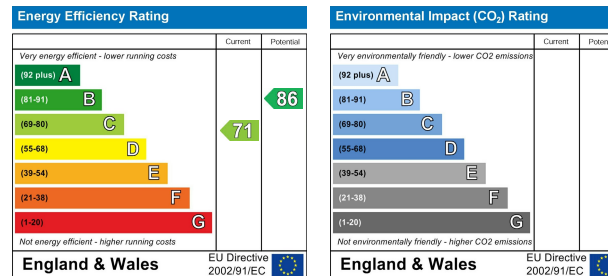 Energy Efficiency Rating
Current Potential
Very energy efficient - lower running costs
(92 plus) A
(81-91) B
86
(69-80) C
71
(55-68) D
(39-54) E
(21-38) F
(1-20) G
Not energy efficient - higher running costs
England & Wales
EU Directive
2002/91/EC
Environmental Impact (CO₂) Rating
Current Poten
Very environmentally friendly - lower CO2 emissions
(92 plus) A
(81-91) B
(69-80) C
(55-68) D
(39-54) E
(21-38) F
(1-20) G
Not environmentally friendly - higher CO2 emissions
England & Wales
EU Directive
2002/91/EC